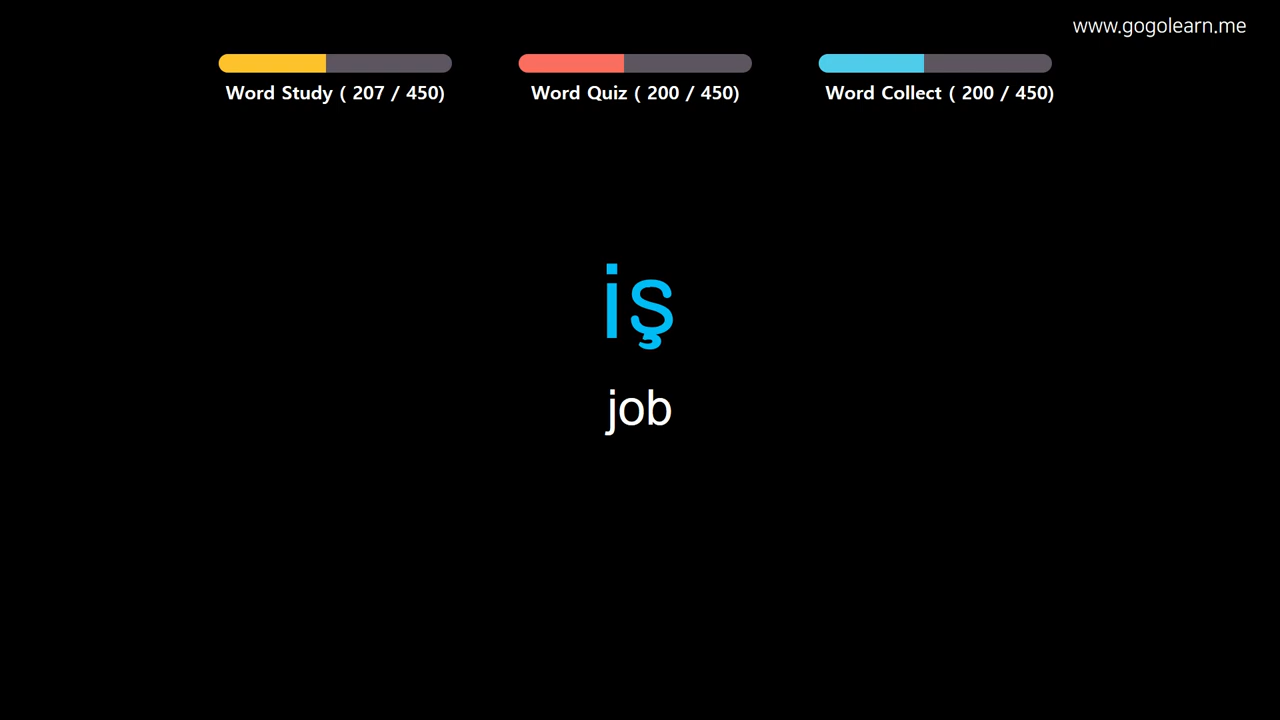 www.gogolearn.me
Word Study ( 207 / 450)
Word Quiz ( 200 / 450)
Word Collect ( 200 / 450)
iş
job